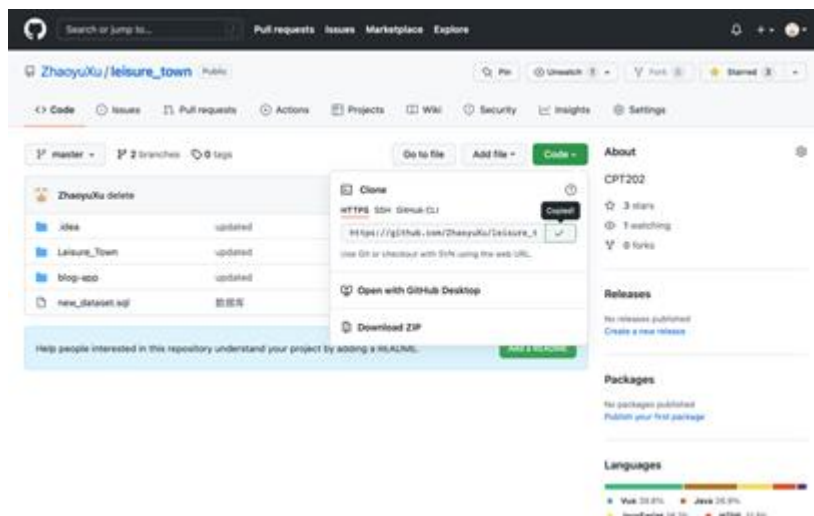 Search or jump to...
Pull requests Issues Marketplace Explore
ZhaoyuXu / leisure_town Public
Pin Unwatch 1 Fork 0 Starred 3
Code Issues Pull requests Actions Projects Wiki Security Insights Settings
master 2 branches 0 tags
Go to file Add file Code
About
CPT202
3 stars
1 watching
0 forks
ZhaoyuXu delete
.idea updated
Leisure_Town updated
blog-app updated
new_dataset.sql 数据库
Clone
HTTPS SSH GitHub CLI
Copied!
https://github.com/ZhaoyuXu/leisure_t
Use Git or checkout with SVN using the web URL.
Open with GitHub Desktop
Download ZIP
Help people interested in this repository understand your project by adding a README.
Add a README
Releases
No releases published
Create a new release
Packages
No packages published
Publish your first package
Languages
Vue Java
JavaScript HTML